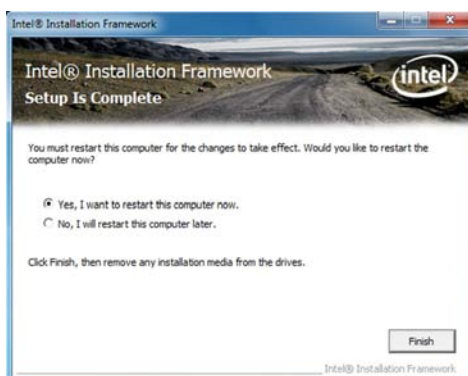 Intel® Installation Framework
Intel® Installation Framework
Setup Is Complete
intel
You must restart this computer for the changes to take effect. Would you like to restart the
computer now?
Yes, I want to restart this computer now.
No, I will restart this computer later.
Click Finish, then remove any installation media from the drives.
Finish
Intel® Installation Framework